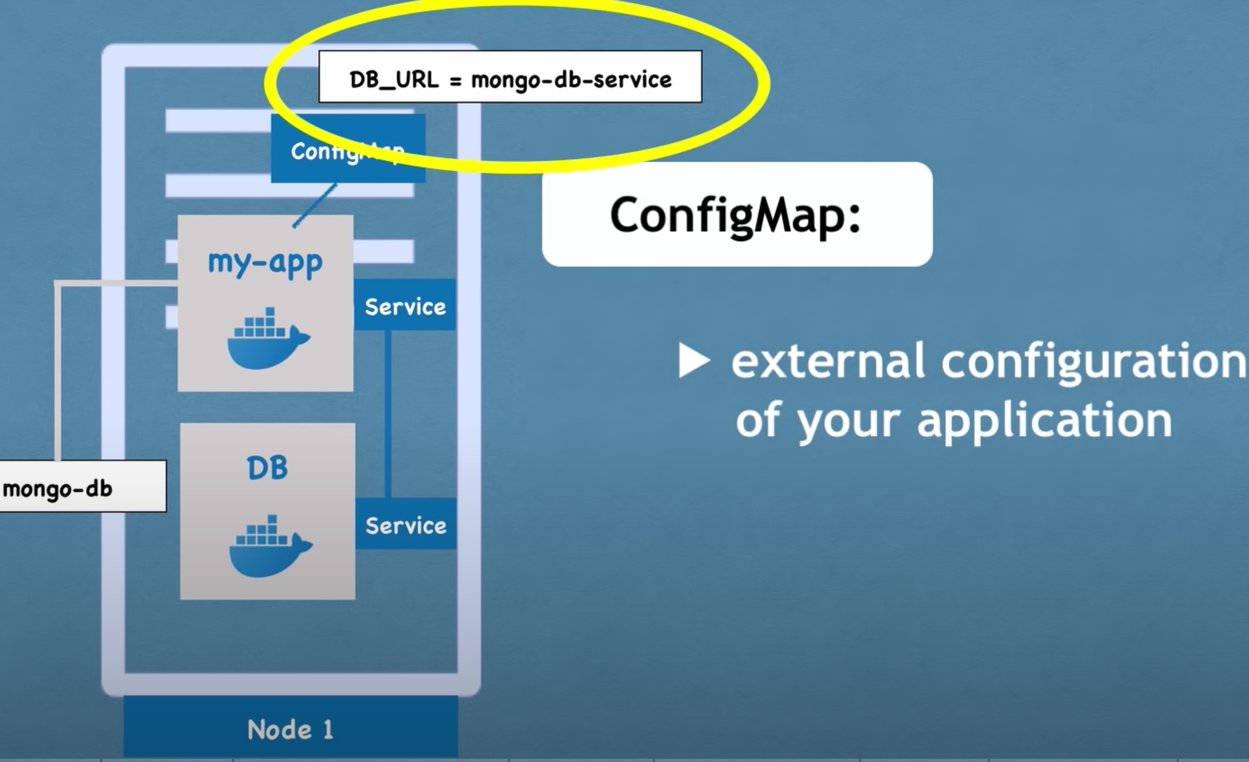 DB_URL = mongo-db-service
ConfigMap
ConfigMap:
my-app
Service
external configuration
of your application
DB
mongo-db
Service
Node 1